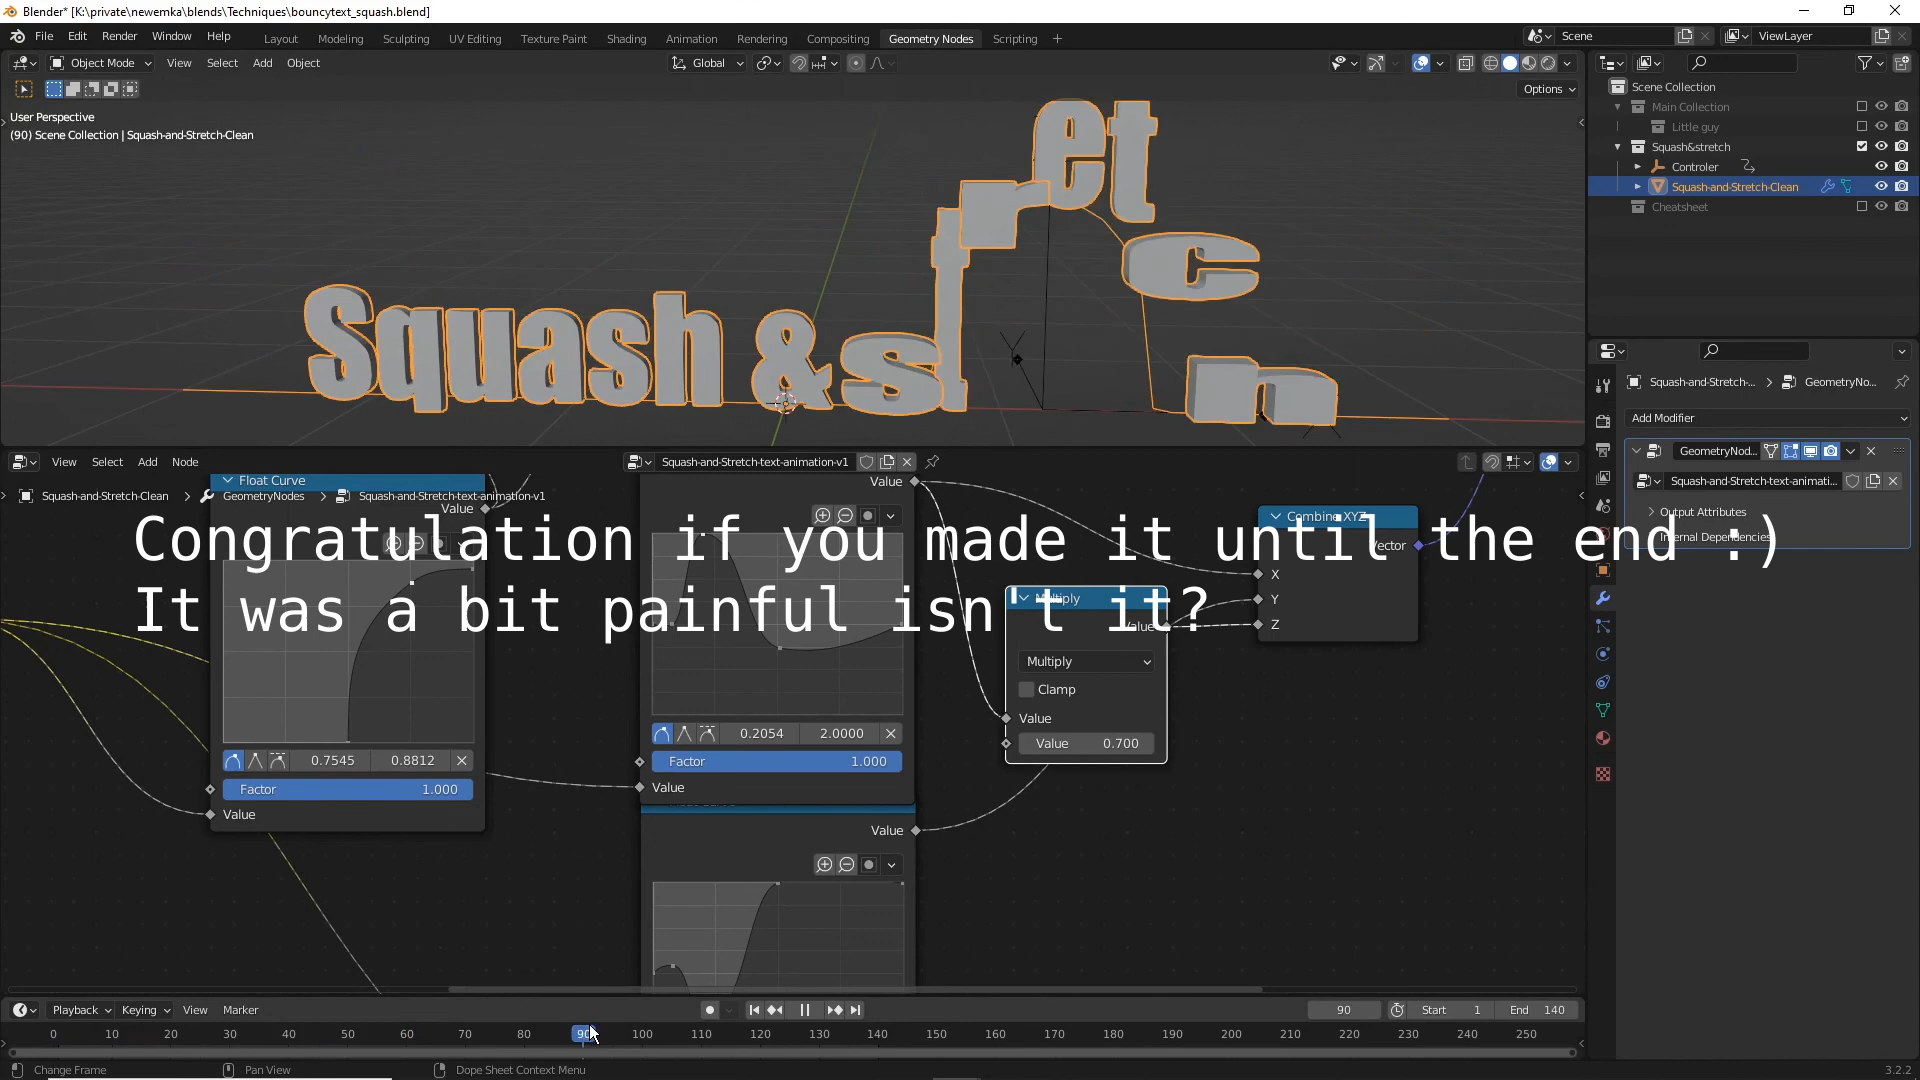 Blender* [K:\private\newemka\blends\Techniques\bouncytext_squash.blend]
File Edit Render Window Help Layout Modeling Sculpting UV Editing Texture Paint Shading Animation Rendering Compositing Geometry Nodes Scripting Scene ViewLayer
Object Mode View Select Add Object Global
Options
User Perspective
(90) Scene Collection | Squash-and-Stretch-Clean
Squash & stretcn
Scene Collection
Main Collection
Little guy
Squash&stretch
Controler
Squash-and-Stretch-Clean
Cheatsheet
Squash-and-Stretch-... GeometryNo...
Add Modifier
GeometryNod...
Squash-and-Stretch-text-animati...
Output Attributes
Internal Dependencies
View Select Add Node Squash-and-Stretch-text-animation-v1
Float Curve
Squash-and-Stretch-Clean GeometryNodes Squash-and-Stretch-text-animation-v1
Value
Value
Congratulation if you made it until the end :)
It was a bit painful isn't it?
0.7545 0.8812
Factor 1.000
Value
0.2054 2.0000
Factor 1.000
Value
Value
Multiply
Value
Multiply
Clamp
Value
Value 0.700
Combine XYZ
Vector
X
Y
Z
Playback Keying View Marker 90 Start 1 End 140
0 10 20 30 40 50 60 70 80 90 100 110 120 130 140 150 160 170 180 190 200 210 220 230 240 250
Change Frame Pan View Dope Sheet Context Menu 3.2.2